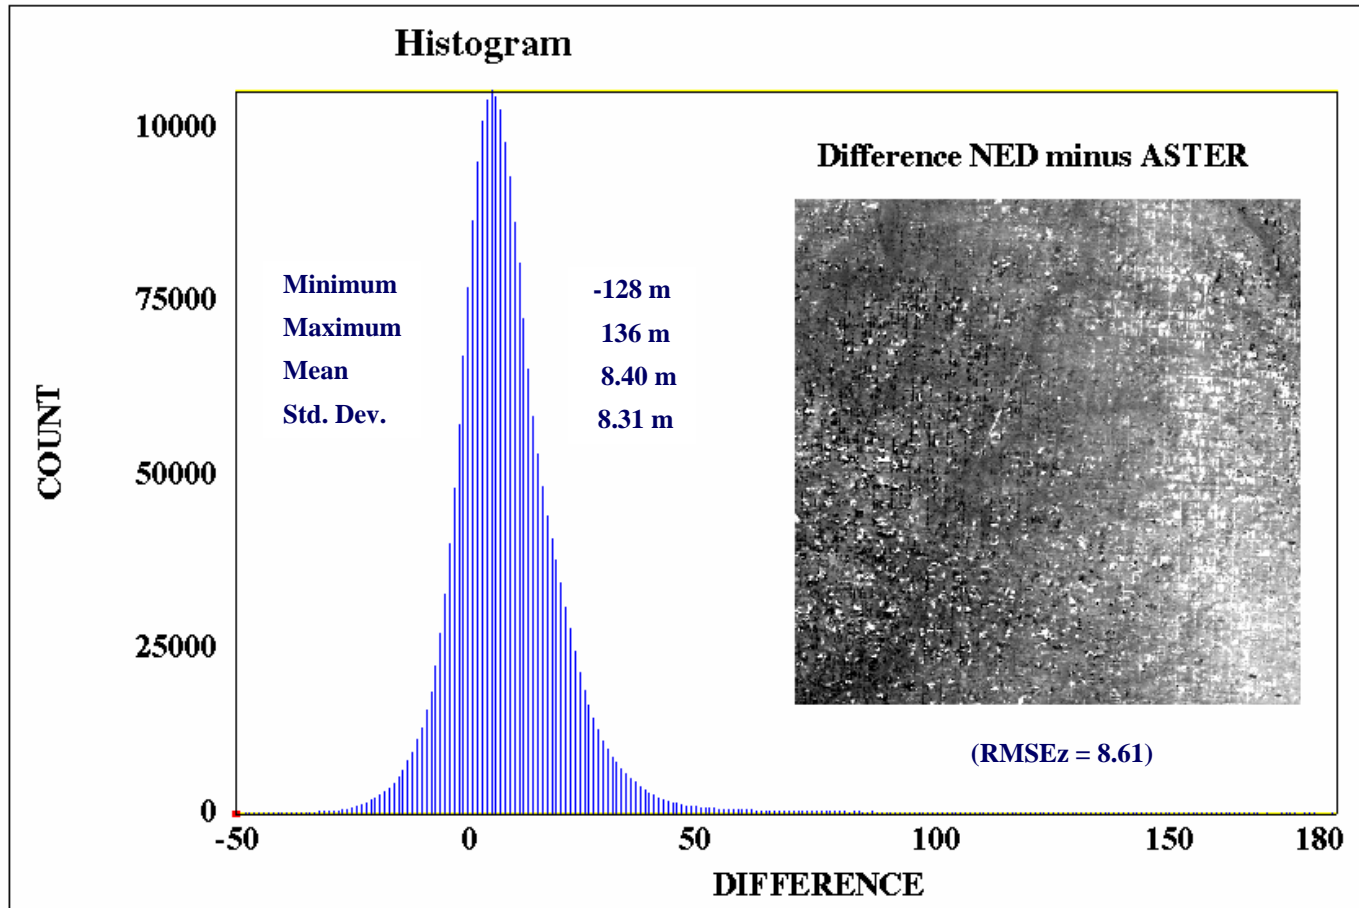 Histogram
10000
Difference NED minus ASTER
75000
Minimum -128 m
Maximum 136 m
Mean 8.40 m
Std. Dev. 8.31 m
COUNT
50000
25000
(RMSEz = 8.61)
0
-50 0 50 100 150 180
DIFFERENCE